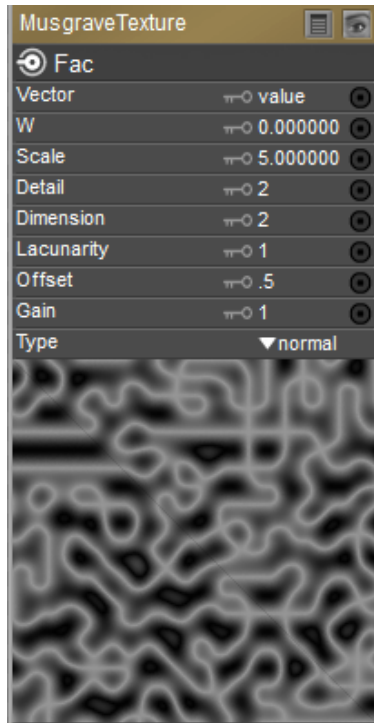 MusgraveTexture
Fac
Vector value
W 0.000000
Scale 5.000000
Detail 2
Dimension 2
Lacunarity 1
Offset .5
Gain 1
Type normal